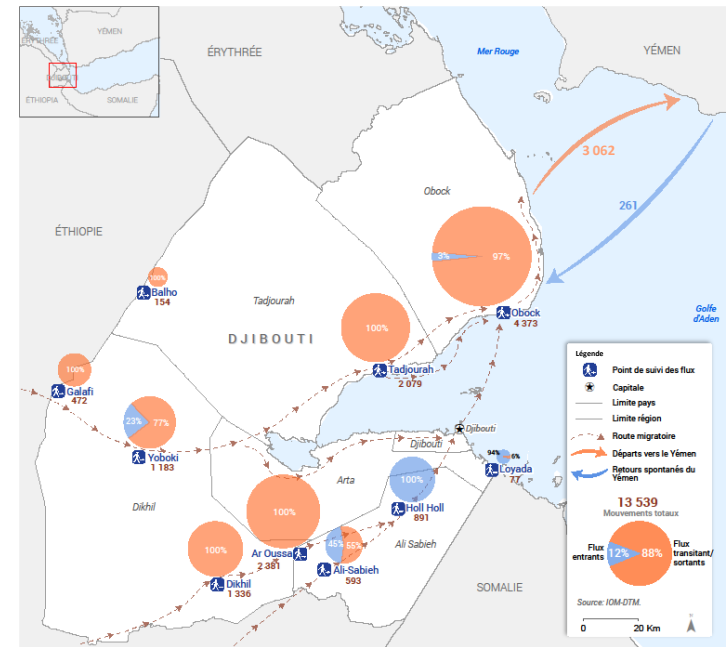 YÉMEN
ÉRYTHRÉE
DJIBOUTI
ÉTHIOPIA
SOMALIE
ÉRYTHRÉE
Mer Rouge
YÉMEN
3 062
261
Obock
ÉTHIOPIE
3%
97%
100%
Balho
154
Tadjourah
Obock
4 373
Golfe
d'Aden
100%
DJIBOUTI
Tadjourah
2 079
100%
Galafi
472
23%
77%
Yoboki
1 183
Djibouti
Djibouti
94%
6%
Loyada
77
Arta
100%
Holl Holl
891
Dikhil
100%
Ali Sabieh
100%
Ar Oussa
2 381
45%
55%
Ali-Sabieh
593
Dikhil
1 336
SOMALIE
Légende
Point de suivi des flux
Capitale
Limite pays
Limite région
Route migratoire
Départs vers le Yémen
Retours spontanés du
Yémen
13 539
Mouvements totaux
Flux
entrants
12%
88%
Flux
transitant/
sortants
Source: IOM-DTM.
0
20 Km
N